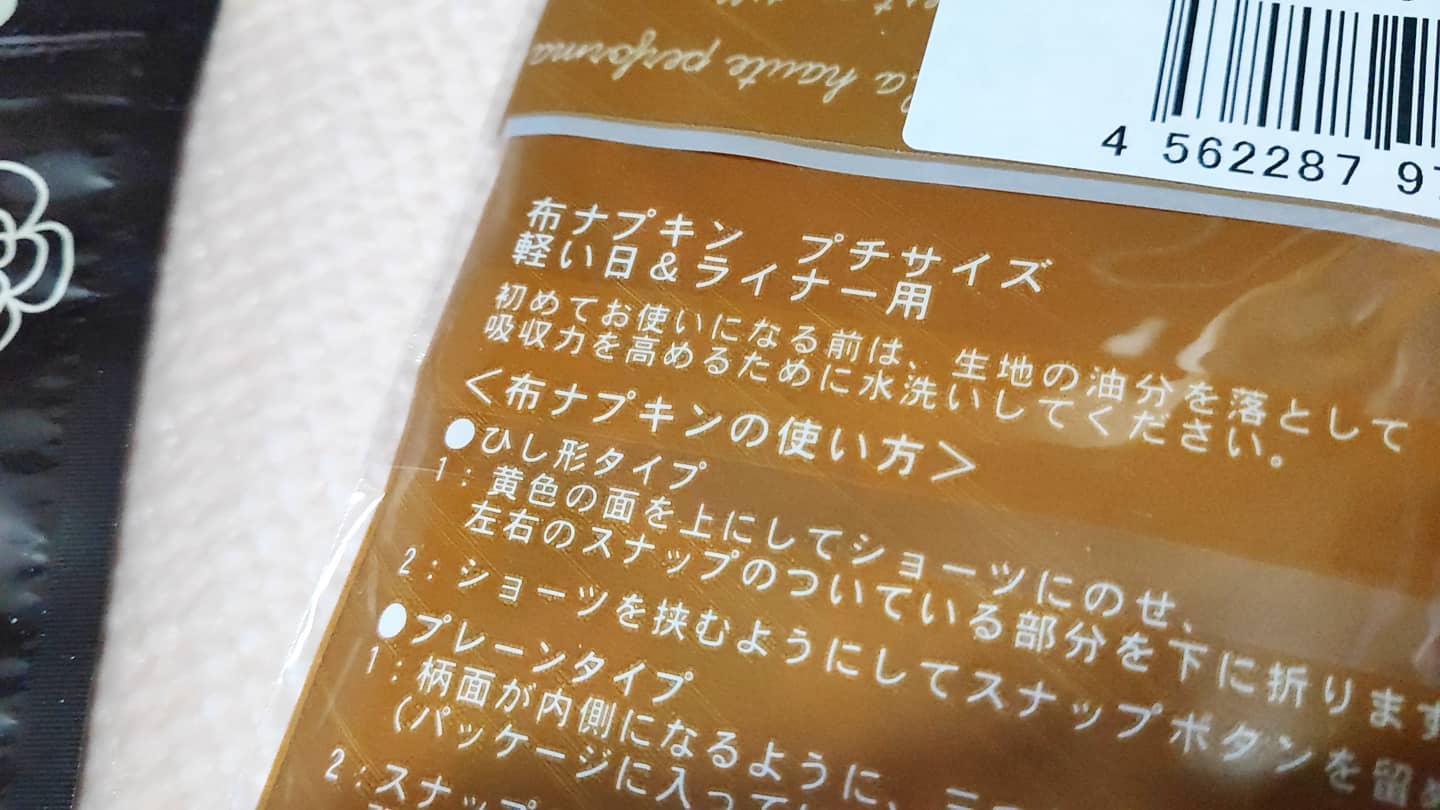 La haute performa
4 562287 97
布ナプキン プチサイズ
軽い日&ライナー用
初めてお使いになる前は、生地の油分を落として
吸収力を高めるために水洗いしてください。
<布ナプキンの使い方>
●ひし形タイプ
1:黄色の面を上にしてショーツにのせ、
左右のスナップのついている部分を下に折ります
2:ショーツを挟むようにしてスナップボタンを留め
●プレーンタイプ
1:柄面が内側になるように、三つ
(パッケージに入ってい
2:スナップ